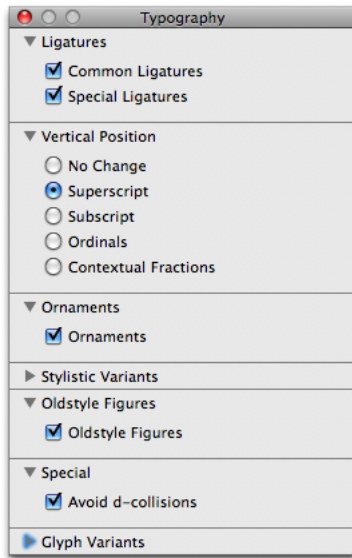 Typography
Ligatures
Common Ligatures
Special Ligatures
Vertical Position
No Change
Superscript
Subscript
Ordinals
Contextual Fractions
Ornaments
Ornaments
Stylistic Variants
Oldstyle Figures
Oldstyle Figures
Special
Avoid d-collisions
Glyph Variants